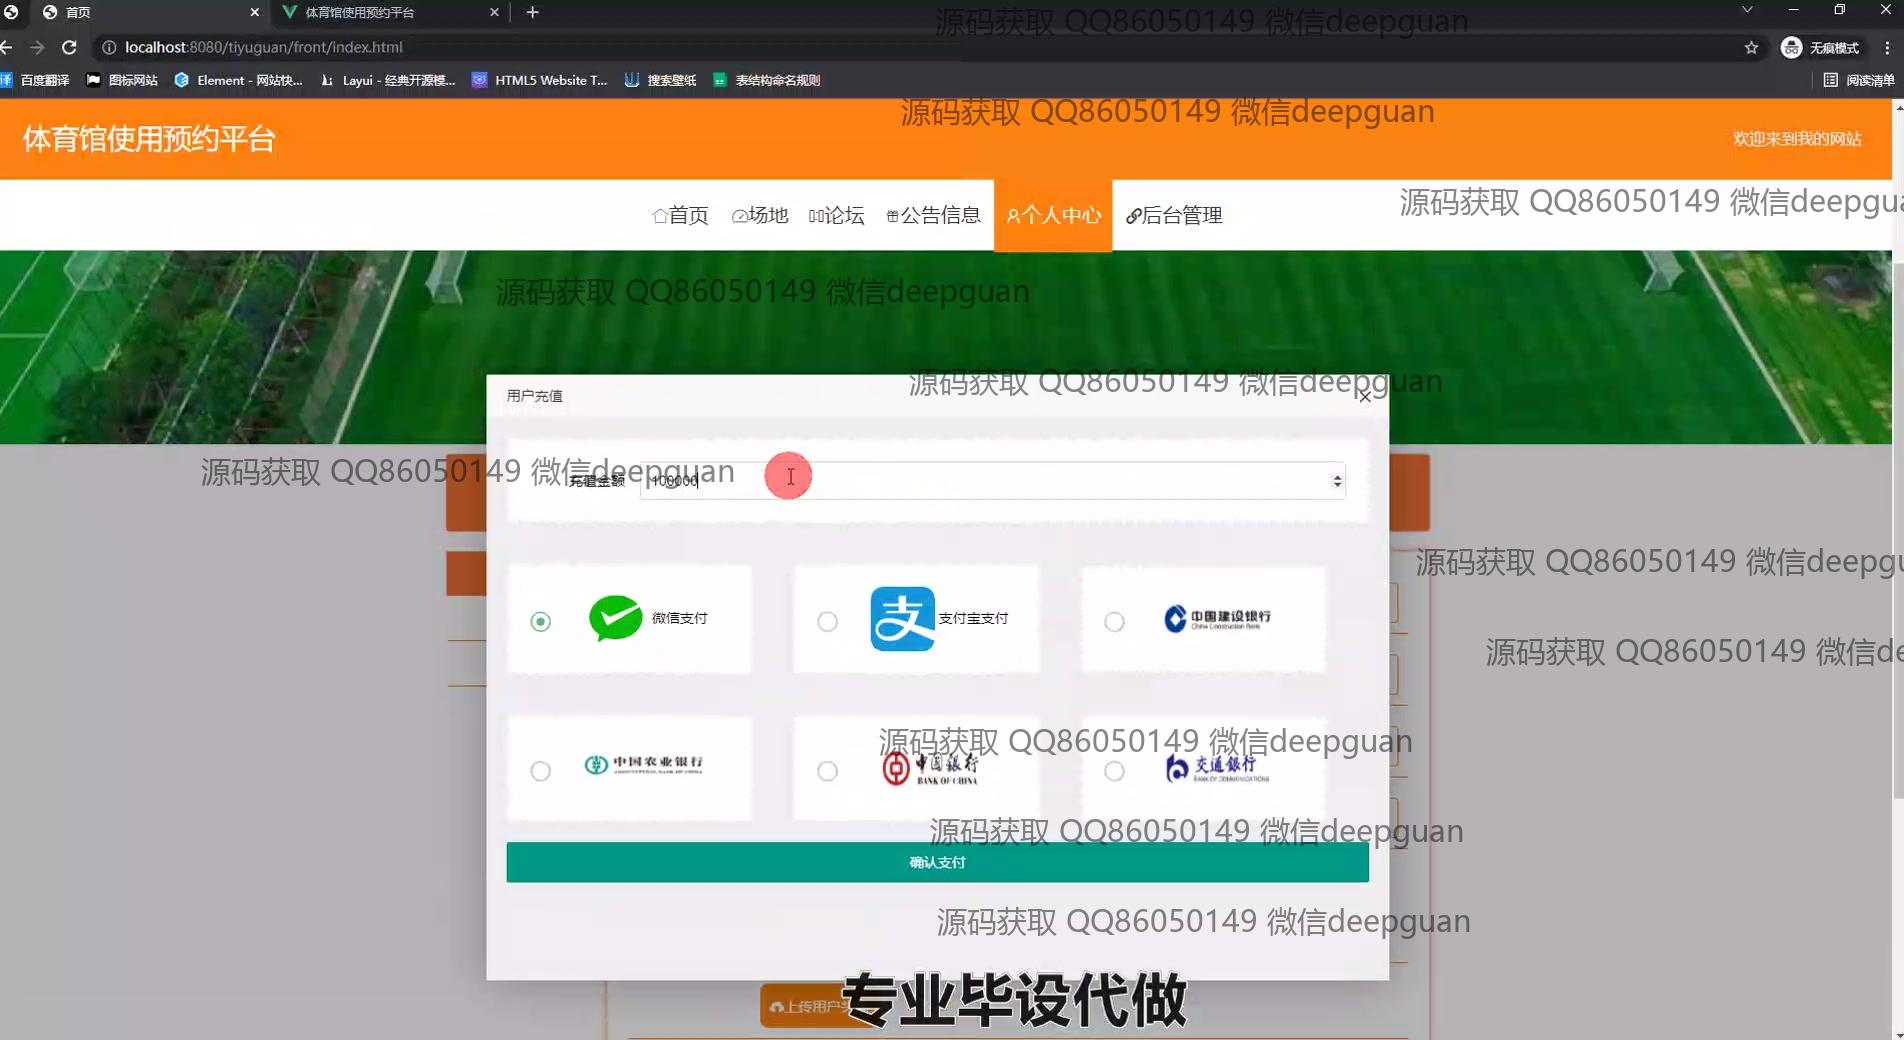 首页
体育馆使用预约平台
源码获取 QQ86050149 微信deepguan
localhost:8080/tiyuguan/front/index.html
无痕模式
百度翻译
图标网站
Element - 网站快...
Layui - 经典开源模...
HTML5 Website T...
搜索壁纸
表结构命名规则
阅读清单
源码获取 QQ86050149 微信deepguan
体育馆使用预约平台
欢迎来到我的网站
源码获取 QQ86050149 微信deepgua
首页
场地
论坛
公告信息
个人中心
后台管理
源码获取 QQ86050149 微信deepguan
源码获取 QQ86050149 微信deepguan
用户充值
源码获取 QQ86050149 微信deepguan
充值金额
100000
源码获取 QQ86050149 微信deepgu
微信支付
支
支付宝支付
中国建设银行
China Construction Bank
源码获取 QQ86050149 微信de
源码获取 QQ86050149 微信deepguan
中国农业银行
AGRICULTURAL BANK OF CHINA
中国银行
BANK OF CHINA
交通银行
BANK OF COMMUNICATIONS
源码获取 QQ86050149 微信deepguan
确认支付
源码获取 QQ86050149 微信deepguan
上传用户
专业毕设代做